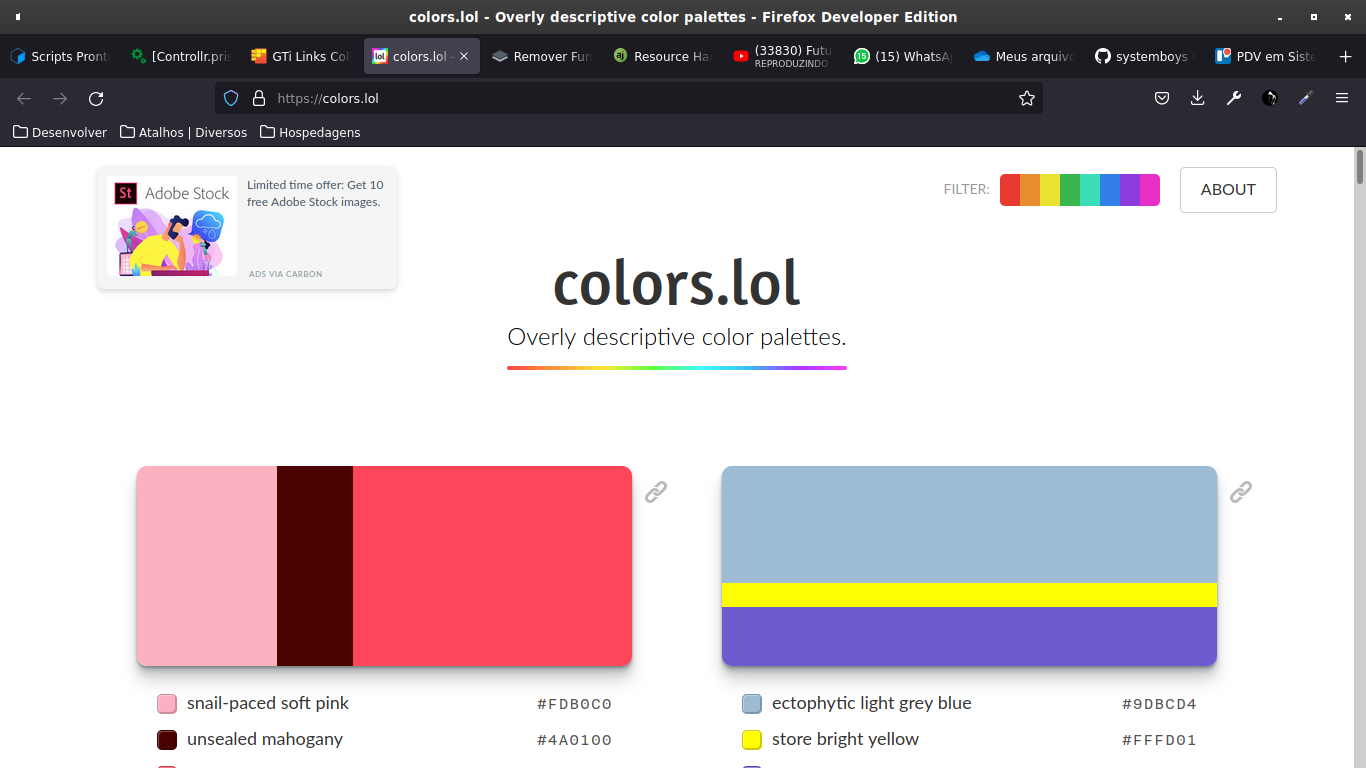 colors.lol - Overly descriptive color palettes - Firefox Developer Edition
Scripts Pront
[Controllr.pris
GTi Links Col
colors.lol -
Remover Fun
Resource Ha
(33830) Futu
REPRODUZINDO
(15) WhatsA
Meus arquivo
systemboys
PDV em Siste
https://colors.lol
Desenvolver
Atalhos | Diversos
Hospedagens
St
Adobe Stock
Limited time offer: Get 10
free Adobe Stock images.
ADS VIA CARBON
FILTER:
ABOUT
colors.lol
Overly descriptive color palettes.
snail-paced soft pink #FDB0C0
unsealed mahogany #4A0100
ectophytic light grey blue #9DBCD4
store bright yellow #FFFD01